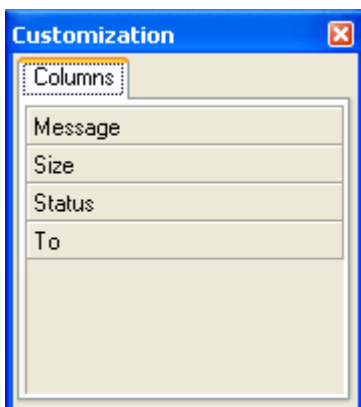 Customization
Columns
Message
Size
Status
To